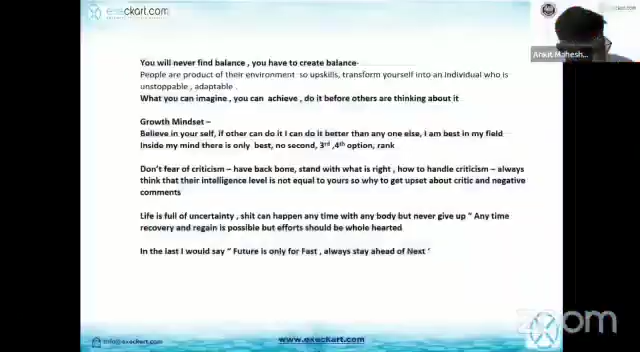 execkart.com
You will never find balance , you have to create balance-
People are product of their environment so upskills, transform yourself into an individual who is
unstoppable , adaptable .
What you can imagine , you can achieve , do it before others are thinking about it
Growth Mindset –
Believe in your self, if other can do it I can do it better than any one else, I am best in my field
Inside my mind there is only best, no second, 3rd ,4th option, rank
Don't fear of criticism – have back bone, stand with what is right , how to handle criticism – always
think that their intelligence level is not equal to yours so why to get upset about critic and negative
comments
Life is full of uncertainty , shit can happen any time with any body but never give up " Any time
recovery and regain is possible but efforts should be whole hearted
In the last I would say " Future is only for Fast , always stay ahead of Next '
Mahesh...
info@execkart.com
www.execkart.com
zoom